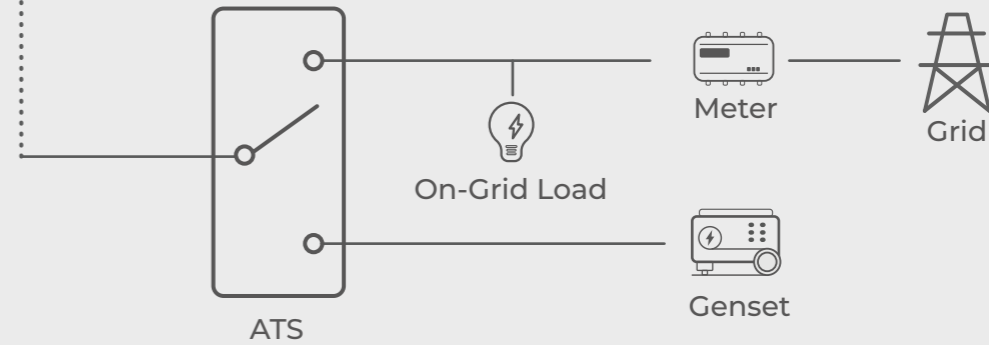 Meter
Grid
On-Grid Load
Genset
ATS